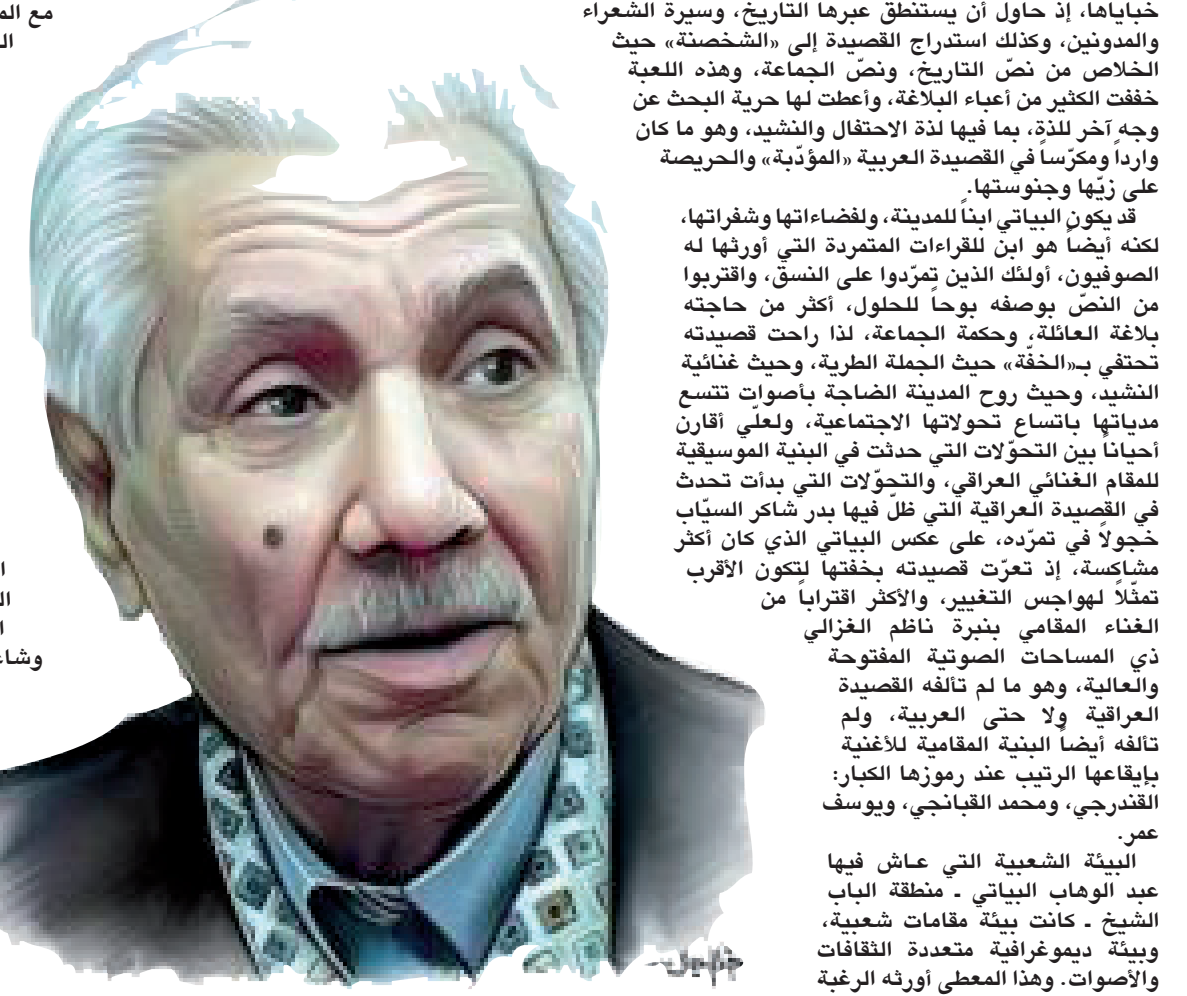 خباياها، إذ حاول أن يستنطق عبرها التاريخ، وسيرة الشعراء
والمدونين، وكذلك استدراج القصيدة إلى «الشخصنة» حيث
الخلاص من نصّ التاريخ، ونصّ الجماعة، وهذه اللعبة
خففت الكثير من أعباء البلاغة، وأعطت لها حرية البحث عن
وجه آخر للذة، بما فيها لذة الاحتفال والنشيد، وهو ما كان
وارداً ومكرّساً في القصيدة العربية «المؤدّبة» والحريصة
على زيّها وجنوستها.
قد يكون البياتي ابناً للمدينة، ولفضاءاتها وشفراتها،
لكنه أيضاً هو ابن للقراءات المتمردة التي أورثها له
الصوفيون، أولئك الذين تمرّدوا على النسق، واقتربوا
من النصّ بوصفه بوحاً للحلول، أكثر من حاجته
بلاغة العائلة، وحكمة الجماعة، لذا راحت قصيدته
تحتفي بـ«الخفّة» حيث الجملة الطرية، وحيث غنائية
النشيد، وحيث روح المدينة الضاجة بأصوات تتسع
مدياتها باتساع تحولاتها الاجتماعية، ولعلّي أقارن
أحياناً بين التحوّلات التي حدثت في البنية الموسيقية
للمقام الغنائي العراقي، والتحوّلات التي بدأت تحدث
في القصيدة العراقية التي ظلّ فيها بدر شاكر السيّاب
خجولاً في تمرّده، على عكس البياتي الذي كان أكثر
مشاكسة، إذ تعرّت قصيدته بخفتها لتكون الأقرب
تمثّلاً لهواجس التغيير، والأكثر اقتراباً من
الغناء المقامي بنبرة ناظم الغزالي
ذي المساحات الصوتية المفتوحة
والعالية، وهو ما لم تألفه القصيدة
العراقية ولا حتى العربية، ولم
تألفه أيضاً البنية المقامية للأغنية
بإيقاعها الرتيب عند رموزها الكبار:
القندرجي، ومحمد القبانجي، ويوسف
عمر.
البيئة الشعبية التي عاش فيها
عبد الوهاب البياتي ـ منطقة الباب
الشيخ ـ كانت بيئة مقامات شعبية،
وبيئة ديموغرافية متعددة الثقافات
والأصوات. وهذا المعطى أورثه الرغبة
مع